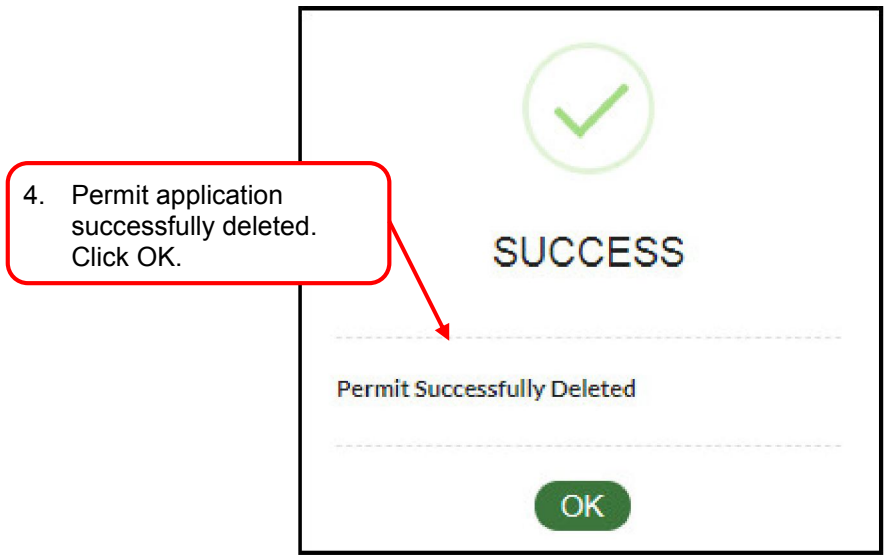 4. Permit application
successfully deleted.
Click OK.
SUCCESS
Permit Successfully Deleted
OK